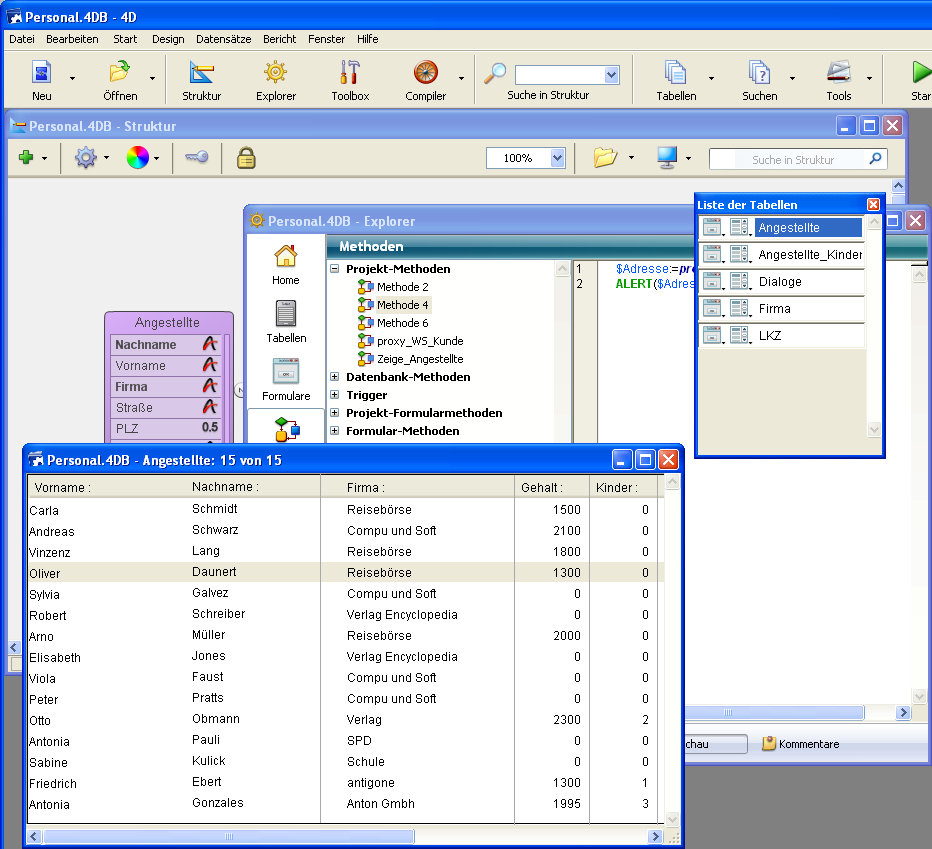 Personal.4DB - 4D
Datei Bearbeiten Start Design Datensätze Bericht Fenster Hilfe
Neu Öffnen Struktur Explorer Toolbox Compiler Suche in Struktur Tabellen Suchen Tools Star
Personal.4DB - Struktur
100% Suche in Struktur
Angestellte
Nachname
Vorname
Firma
Straße
PLZ 0.5
Personal.4DB - Explorer
Home
Tabellen
Formulare
Methoden
Projekt-Methoden
Methode 2
Methode 4
Methode 6
proxy_WS_Kunde
Zeige_Angestellte
Datenbank-Methoden
Trigger
Projekt-Formularmethoden
Formular-Methoden
1 $Adresse:=pro
2 ALERT($Adres
Liste der Tabellen
Angestellte
Angestellte_Kinder
Dialoge
Firma
LKZ
chau Kommentare
Personal.4DB - Angestellte: 15 von 15
Vorname : Nachname : Firma : Gehalt : Kinder :
Carla Schmidt Reisebörse 1500 0
Andreas Schwarz Compu und Soft 2100 0
Vinzenz Lang Reisebörse 1800 0
Oliver Daunert Reisebörse 1300 0
Sylvia Galvez Compu und Soft 0 0
Robert Schreiber Verlag Encyclopedia 0 0
Arno Müller Reisebörse 2000 0
Elisabeth Jones Verlag Encyclopedia 0 0
Viola Faust Compu und Soft 0 0
Peter Pratts Compu und Soft 0 0
Otto Obmann Verlag 2300 2
Antonia Pauli SPD 0 0
Sabine Kulick Schule 0 0
Friedrich Ebert antigone 1300 1
Antonia Gonzales Anton Gmbh 1995 3